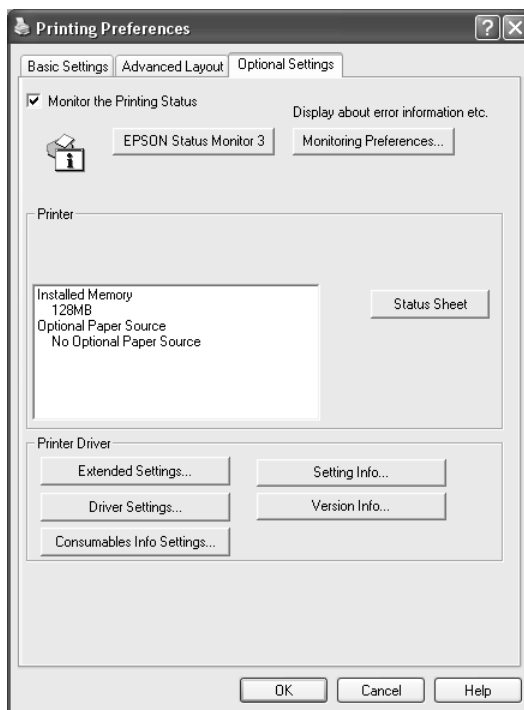 Printing Preferences
Basic Settings Advanced Layout Optional Settings
Monitor the Printing Status
Display about error information etc.
EPSON Status Monitor 3 Monitoring Preferences...
Printer
Installed Memory
128MB
Optional Paper Source
No Optional Paper Source
Status Sheet
Printer Driver
Extended Settings... Setting Info...
Driver Settings... Version Info...
Consumables Info Settings...
OK Cancel Help